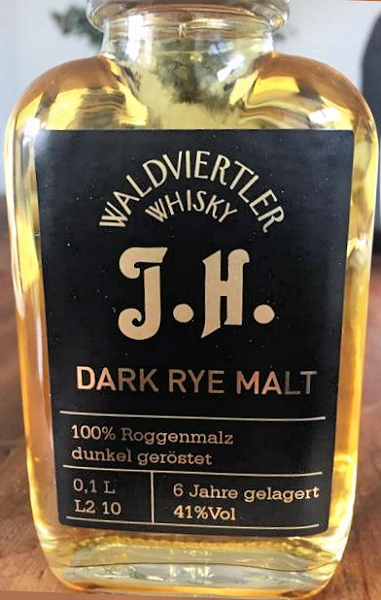 WALDVIERTLER
WHISKY
J.H.
DARK RYE MALT
100% Roggenmalz
dunkel geröstet
0,1 L
L2 10
6 Jahre gelagert
41%Vol